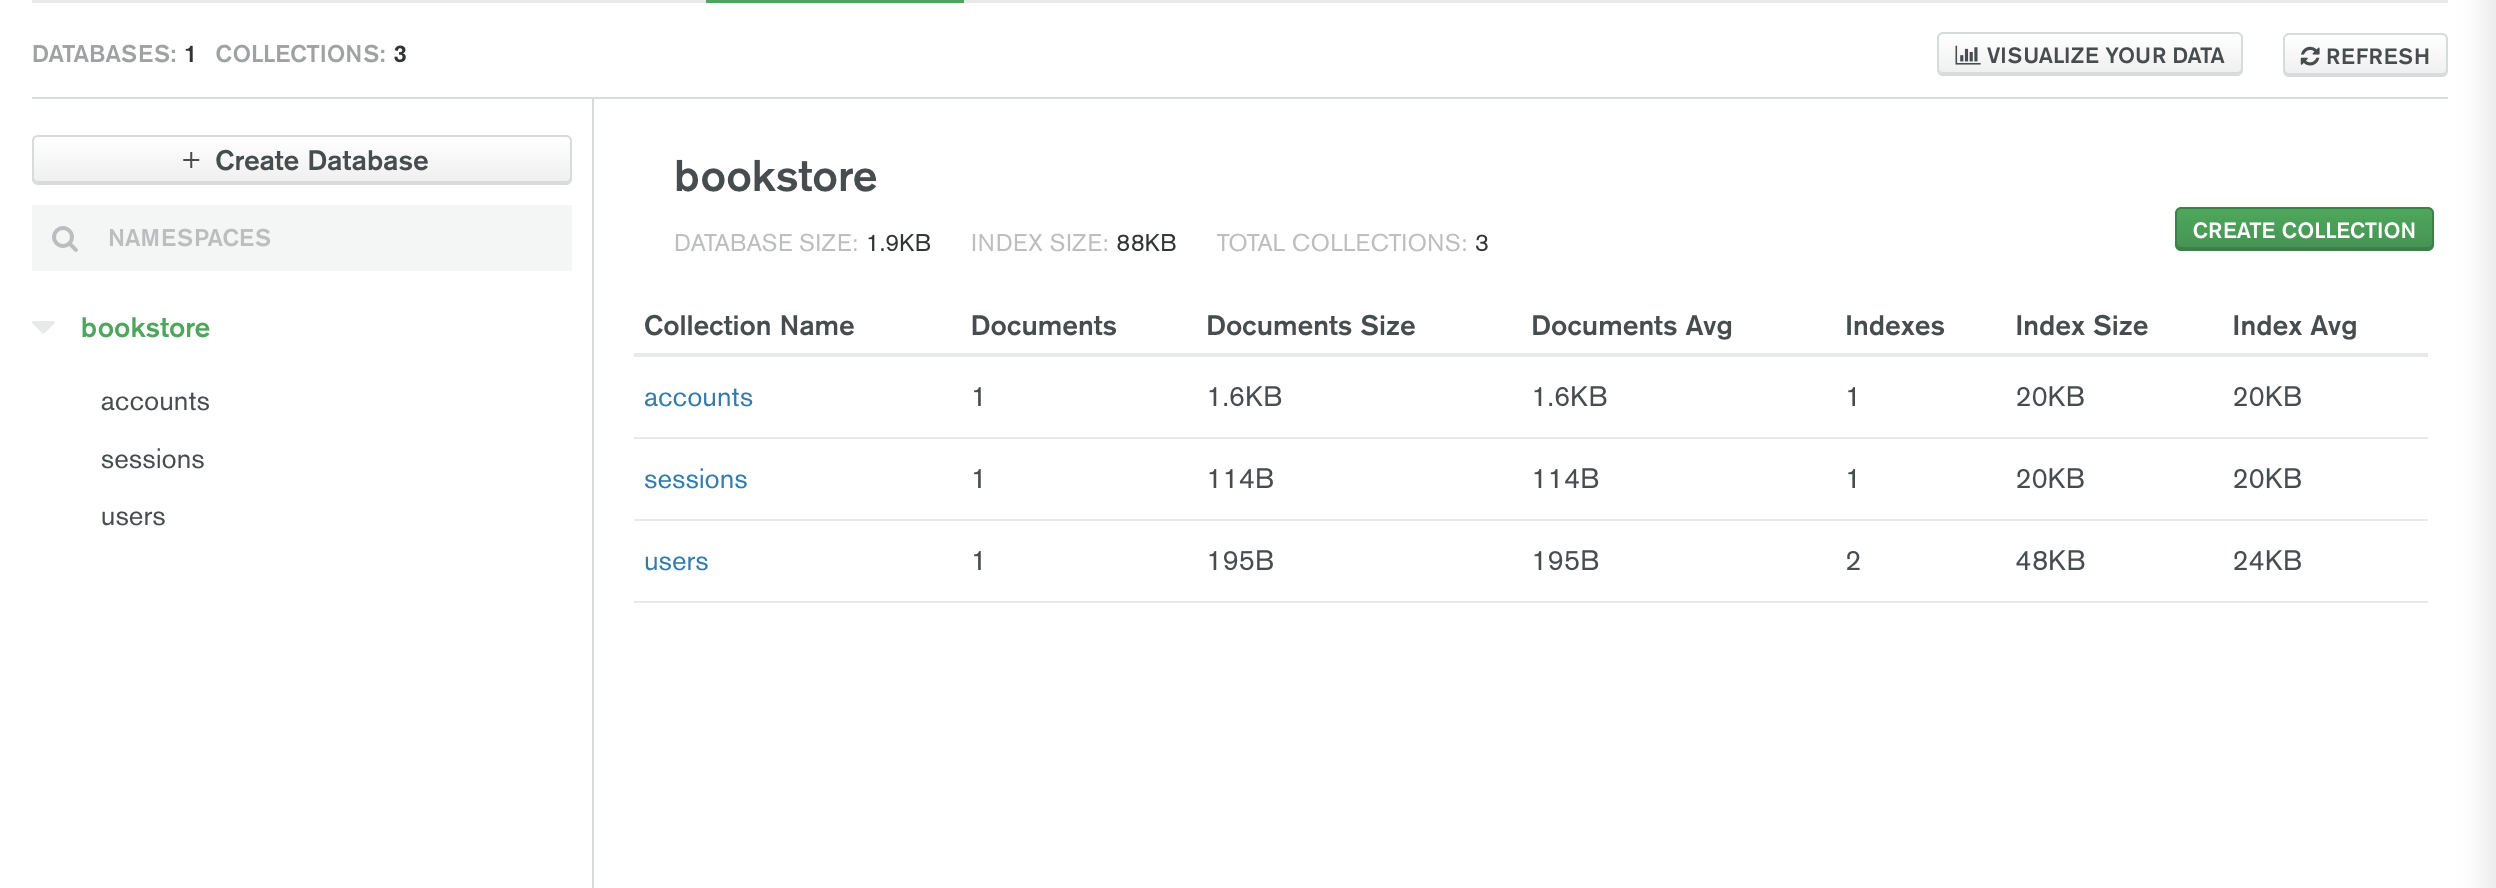 DATABASES: 1 COLLECTIONS: 3
VISUALIZE YOUR DATA
REFRESH
+ Create Database
NAMESPACES
bookstore
accounts
sessions
users
bookstore
DATABASE SIZE: 1.9KB INDEX SIZE: 88KB TOTAL COLLECTIONS: 3
CREATE COLLECTION
Collection Name Documents Documents Size Documents Avg Indexes Index Size Index Avg
accounts 1 1.6KB 1.6KB 1 20KB 20KB
sessions 1 114B 114B 1 20KB 20KB
users 1 195B 195B 2 48KB 24KB